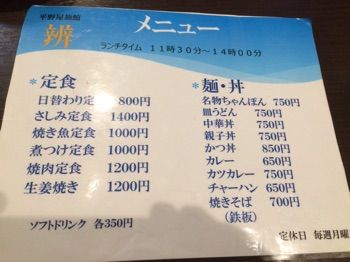 平野屋旅館
辨
メニュー
ランチタイム 11時30分～14時00分
＊定食
日替わり定 800円
さしみ定食 1400円
焼き魚定食 1000円
煮つけ定食 1000円
焼肉定食 1200円
生姜焼き 1200円
ソフトドリンク 各350円
＊麺・丼
名物ちゃんぽん 750円
皿うどん 750円
中華丼 750円
親子丼 750円
かつ丼 850円
カレー 650円
カツカレー 750円
チャーハン 650円
焼きそば 700円
(鉄板)
定休日 毎週月曜